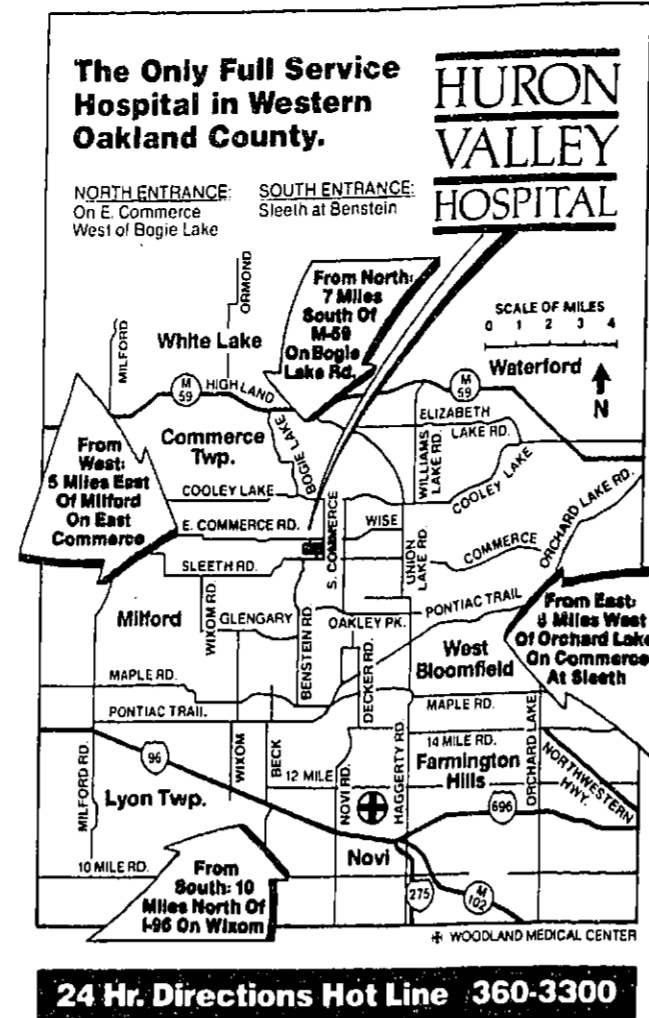 The Only Full Service
Hospital in Western
Oakland County.
HURON
VALLEY
HOSPITAL
NORTH ENTRANCE:
On E. Commerce
West of Bogie Lake
SOUTH ENTRANCE:
Sleeth at Benstein
From North:
7 Miles
South Of
M-59
On Bogie
Lake Rd.
SCALE OF MILES
0 1 2 3 4
N
ORMOND
MILFORD
White Lake
Waterford
M
59
HIGHLAND
M
59
ELIZABETH
LAKE RD.
WILLIAMS
LAKE RD.
From
West:
5 Miles East
Of Milford
On East
Commerce
Commerce
Twp.
BOGIE LAKE
COOLEY LAKE
COOLEY LAKE
ORCHARD LAKE RD.
E. COMMERCE RD.
S. COMMERCE
WISE
UNION
LAKE RD.
COMMERCE
H
SLEETH RD.
Milford
WIXOM RD.
GLENGARY
BENSTEIN RD.
OAKLEY PK.
PONTIAC TRAIL
From East:
8 Miles West
Of Orchard Lake
On Commerce
At Sleeth
West
Bloomfield
DECKER RD.
MAPLE RD.
MAPLE RD.
PONTIAC TRAIL
14 MILE RD.
MILFORD RD.
96
WIXOM
BECK
12 MILE
NOVI RD.
HAGGERTY RD.
Farmington
Hills
ORCHARD LAKE
NORTHWESTERN
HWY.
Lyon Twp.
696
Novi
10 MILE RD.
From
South: 10
Miles North Of
I-96 On Wixom
275
M
102
WOODLAND MEDICAL CENTER
24 Hr. Directions Hot Line 360-3300